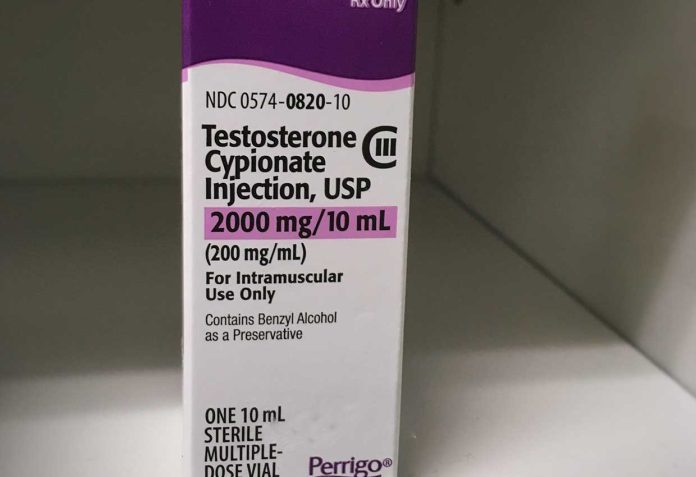 Rx Only
NDC 0574-0820-10
Testosterone CIII
Cypionate
Injection, USP
2000 mg/10 mL
(200 mg/mL)
For Intramuscular
Use Only
Contains Benzyl Alcohol
as a Preservative
ONE 10 mL
STERILE
MULTIPLE-
DOSE VIAL
Perrigo®